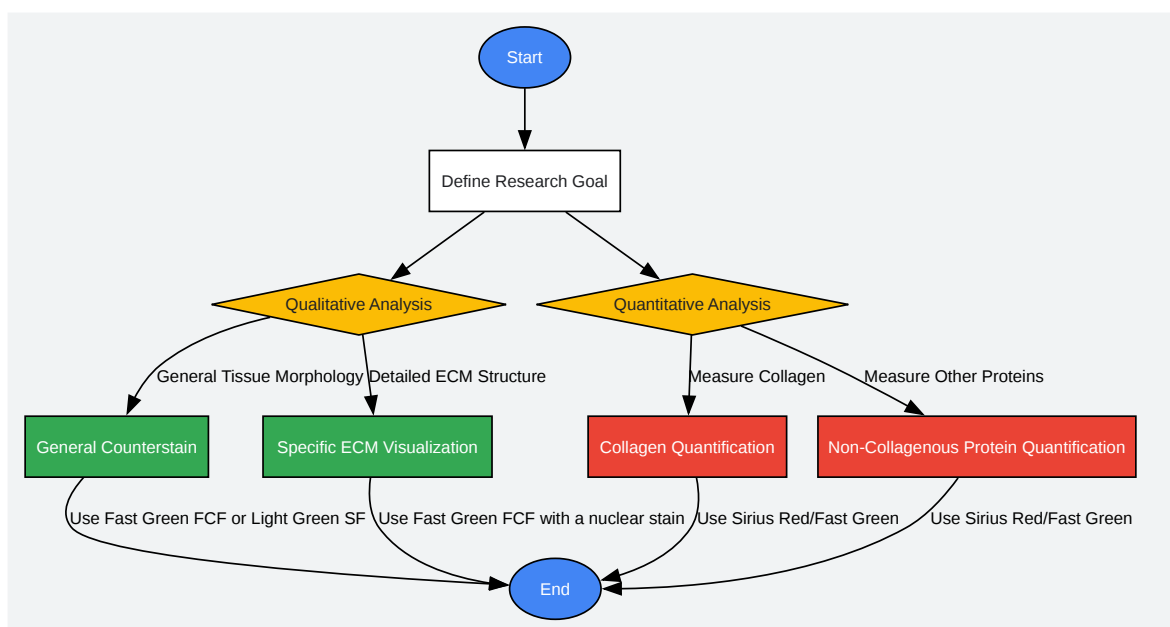 Start
Define Research Goal
Qualitative Analysis
Quantitative Analysis
General Tissue Morphology
Detailed ECM Structure
Measure Collagen
Measure Other Proteins
General Counterstain
Specific ECM Visualization
Collagen Quantification
Non-Collagenous Protein Quantification
Use Fast Green FCF or Light Green SF
Use Fast Green FCF with a nuclear stain
Use Sirius Red/Fast Green
Use Sirius Red/Fast Green
End